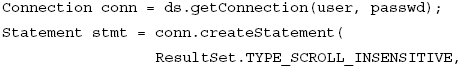 Connection conn = ds.getConnection(user, passwd);
Statement stmt = conn.createStatement(
ResultSet.TYPE_SCROLL_INSENSITIVE,